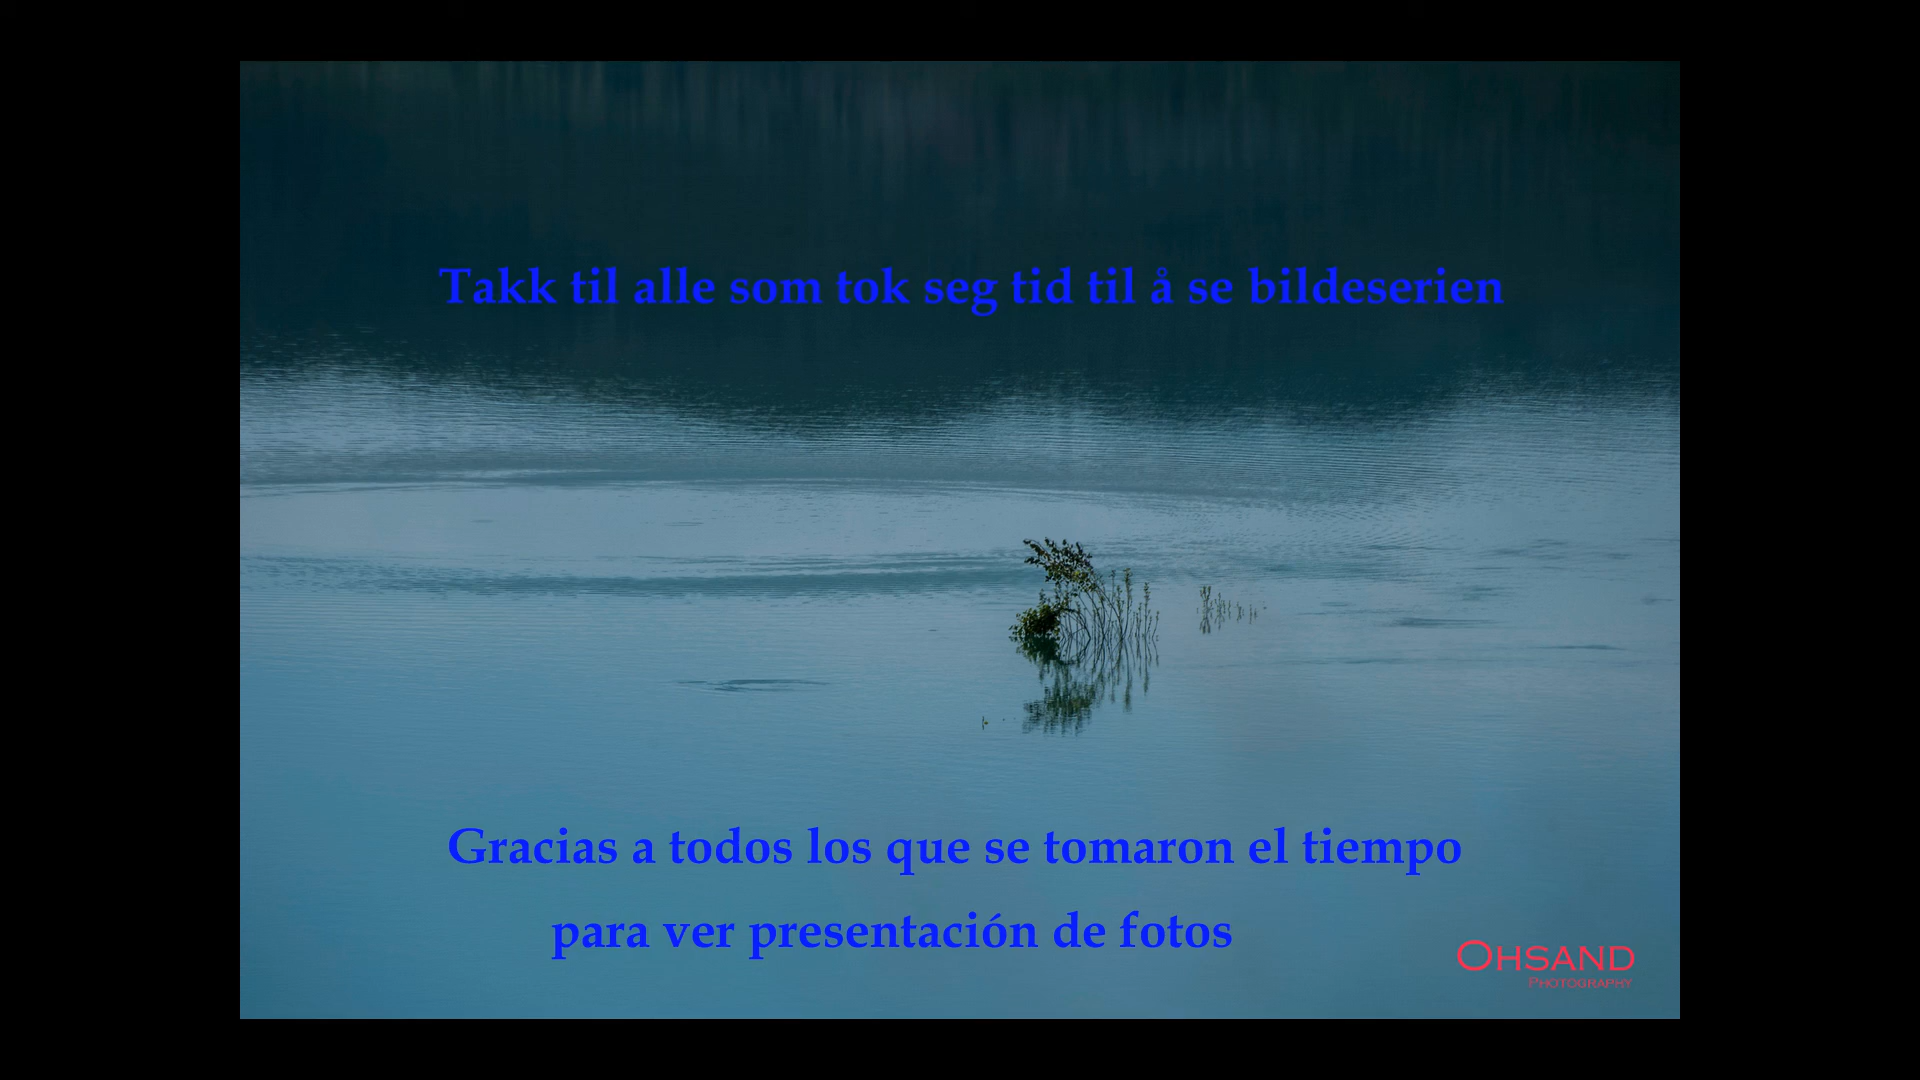 Takk til alle som tok seg tid til å se bildeserien
Gracias a todos los que se tomaron el tiempo
para ver presentación de fotos
OHSAND
PHOTOGRAPHY